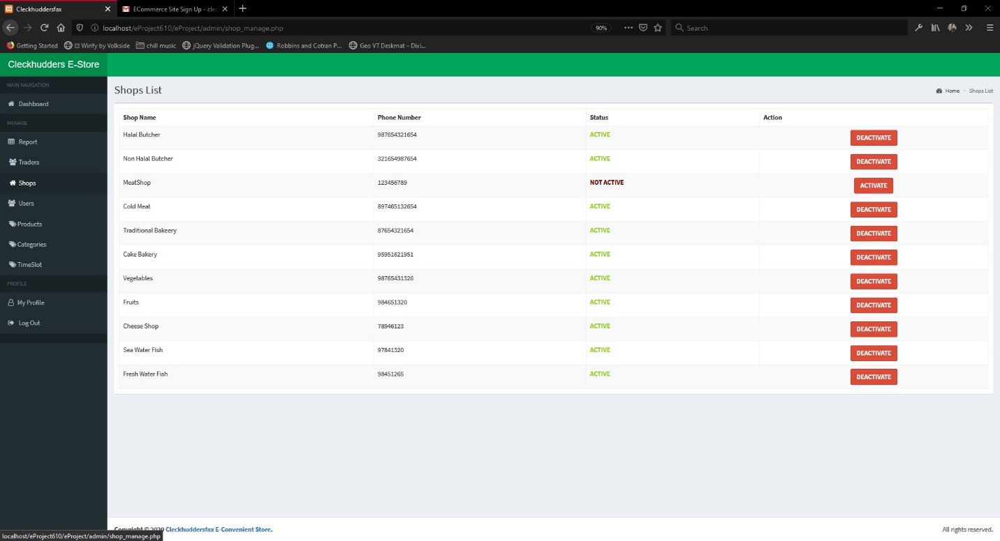 Cleckhuddersfax
ECommerce Site Sign Up - clec
localhost/eProject610/eProject/admin/shop_manage.php
90%
Search
Getting Started
Wirify by Volkside
chill music
jQuery Validation Plug...
Robbins and Cotran P...
Geo VT Deskmat – Dixi...
Cleckhudders E-Store
MAIN NAVIGATION
Dashboard
MANAGE
Report
Traders
Shops
Users
Products
Categories
TimeSlot
PROFILE
My Profile
Log Out
Shops List
Home > Shops List
Shop Name Phone Number Status Action
Halal Butcher 987654321654 ACTIVE DEACTIVATE
Non Halal Butcher 321654987654 ACTIVE DEACTIVATE
MeatShop 123456789 NOT ACTIVE ACTIVATE
Cold Meat 897465132654 ACTIVE DEACTIVATE
Traditional Bakeery 87654321654 ACTIVE DEACTIVATE
Cake Bakery 95951621951 ACTIVE DEACTIVATE
Vegetables 98765431326 ACTIVE DEACTIVATE
Fruits 984651320 ACTIVE DEACTIVATE
Cheese Shop 78946123 ACTIVE DEACTIVATE
Sea Water Fish 97841320 ACTIVE DEACTIVATE
Fresh Water Fish 98451265 ACTIVE DEACTIVATE
Copyright © 2020 Cleckhuddersfax E-Convenient Store.
All rights reserved.
localhost/eProject610/eProject/admin/shop_manage.php